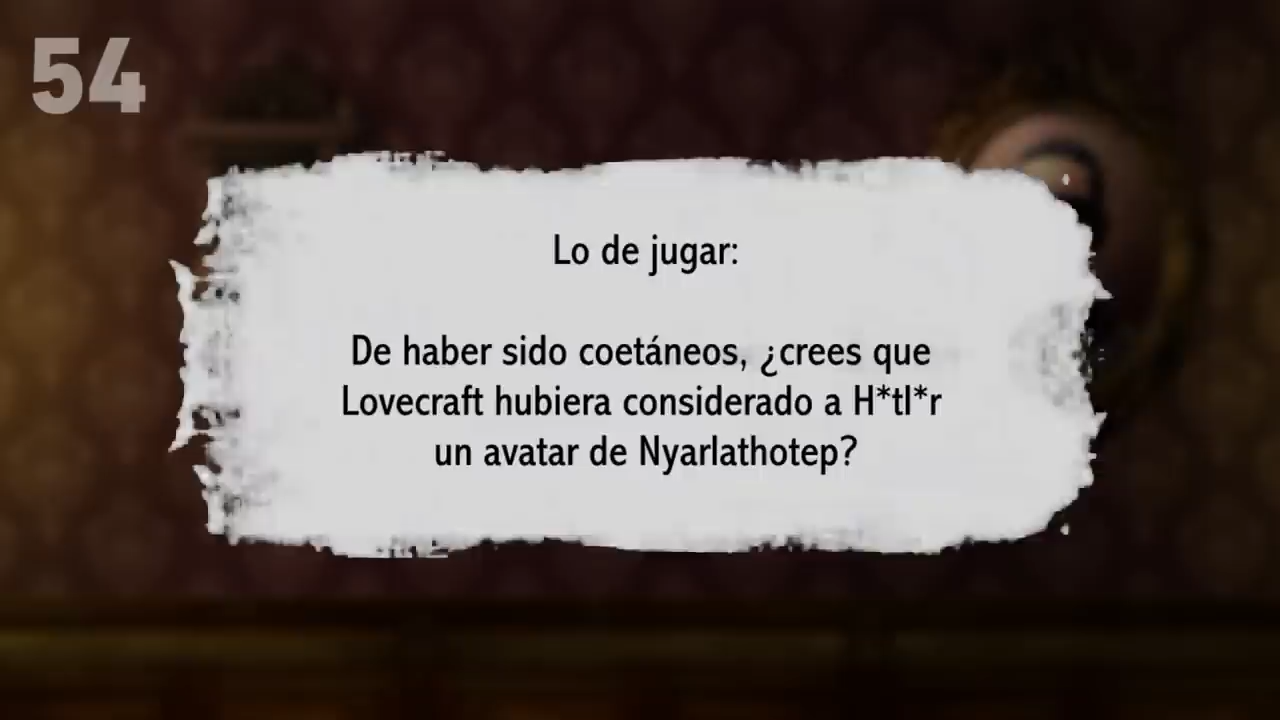 54
Lo de jugar:
De haber sido coetáneos, ¿crees que
Lovecraft hubiera considerado a H*tl*r
un avatar de Nyarlathotep?